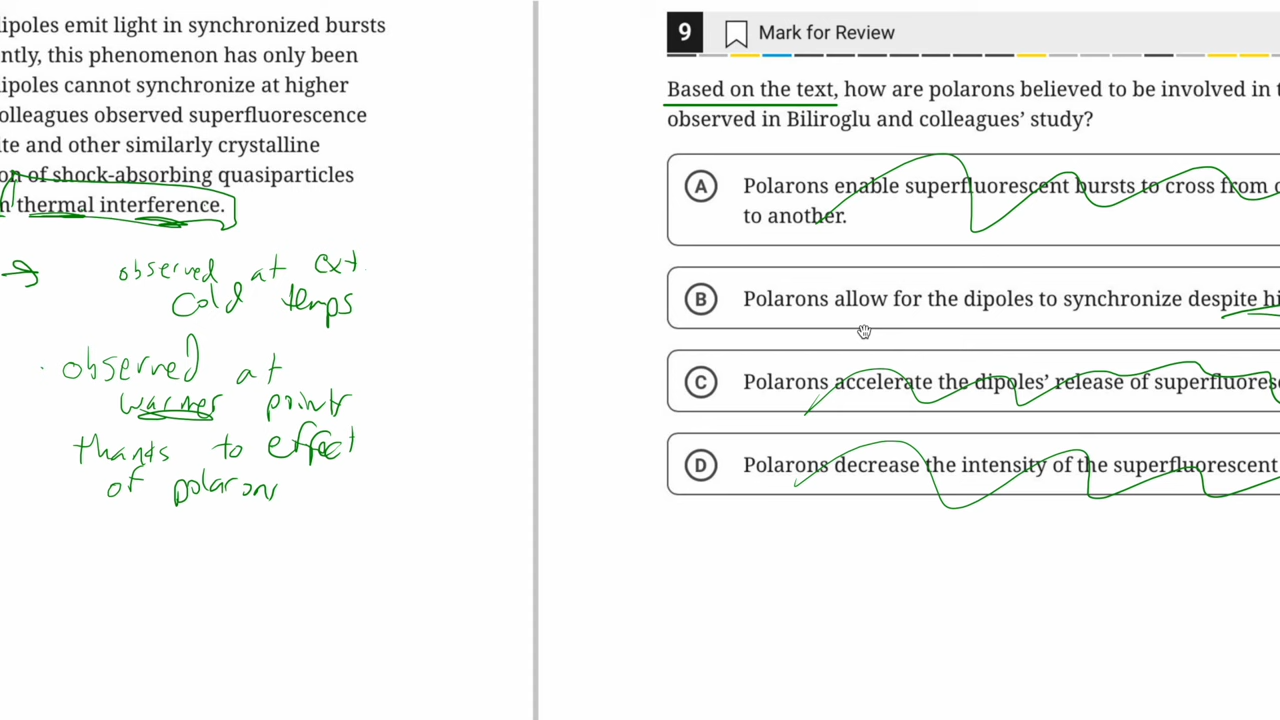 dipoles emit light in synchronized bursts
ntly, this phenomenon has only been
dipoles cannot synchronize at higher
olleagues observed superfluorescence
ite and other similarly crystalline
on of shock-absorbing quasiparticles
n thermal interference.
observed at ext.
cold temps
observed at
warmer points
thanks to effect
of polarons
9 Mark for Review
Based on the text, how are polarons believed to be involved in t
observed in Biliroglu and colleagues' study?
A Polarons enable superfluorescent bursts to cross from
to another.
B Polarons allow for the dipoles to synchronize despite hi
C Polarons accelerate the dipoles' release of superfluores
D Polarons decrease the intensity of the superfluorescent